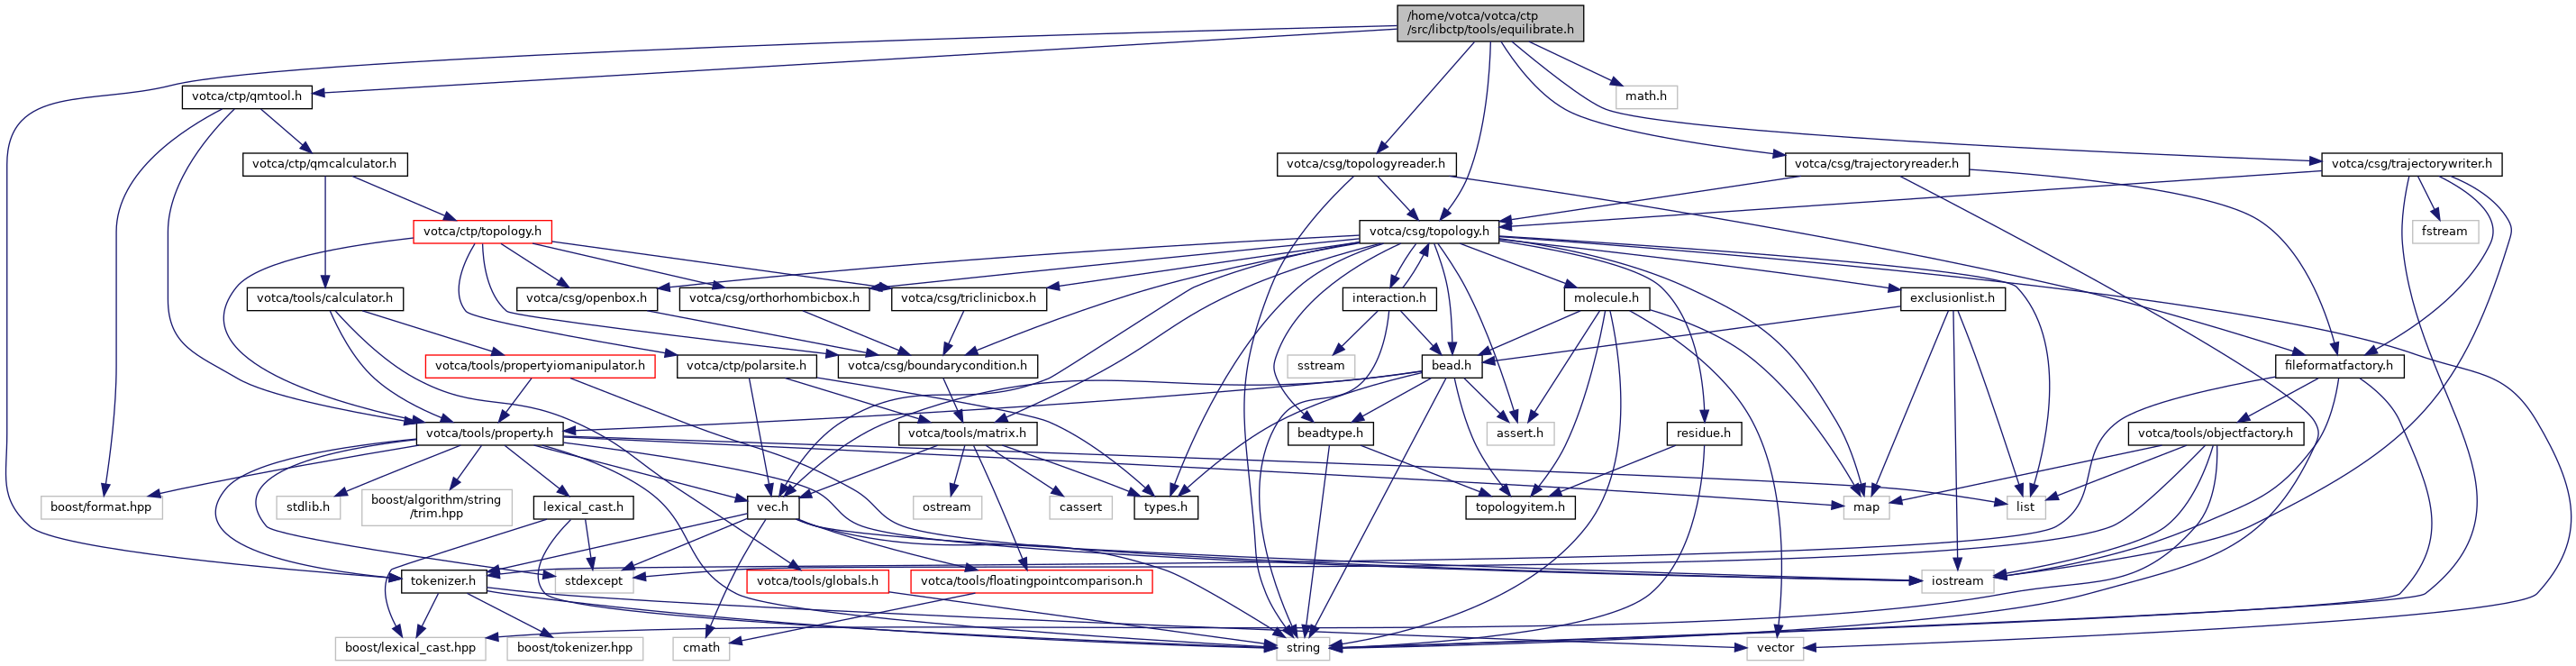 /home/votca/votca/ctp
/src/libctp/tools/equilibrate.h
votca/ctp/qmtool.h
math.h
votca/ctp/qmcalculator.h
votca/csg/topologyreader.h
votca/csg/trajectoryreader.h
votca/csg/trajectorywriter.h
votca/ctp/topology.h
votca/csg/topology.h
fstream
votca/tools/calculator.h
votca/csg/openbox.h
votca/csg/orthorhombicbox.h
votca/csg/triclinicbox.h
interaction.h
molecule.h
exclusionlist.h
votca/tools/propertyiomanipulator.h
votca/ctp/polarsite.h
votca/csg/boundarycondition.h
sstream
bead.h
fileformatfactory.h
votca/tools/property.h
votca/tools/matrix.h
beadtype.h
assert.h
residue.h
votca/tools/objectfactory.h
boost/format.hpp
stdlib.h
boost/algorithm/string
/trim.hpp
lexical_cast.h
vec.h
ostream
cassert
types.h
topologyitem.h
map
list
tokenizer.h
stdexcept
votca/tools/globals.h
votca/tools/floatingpointcomparison.h
iostream
boost/lexical_cast.hpp
boost/tokenizer.hpp
cmath
string
vector